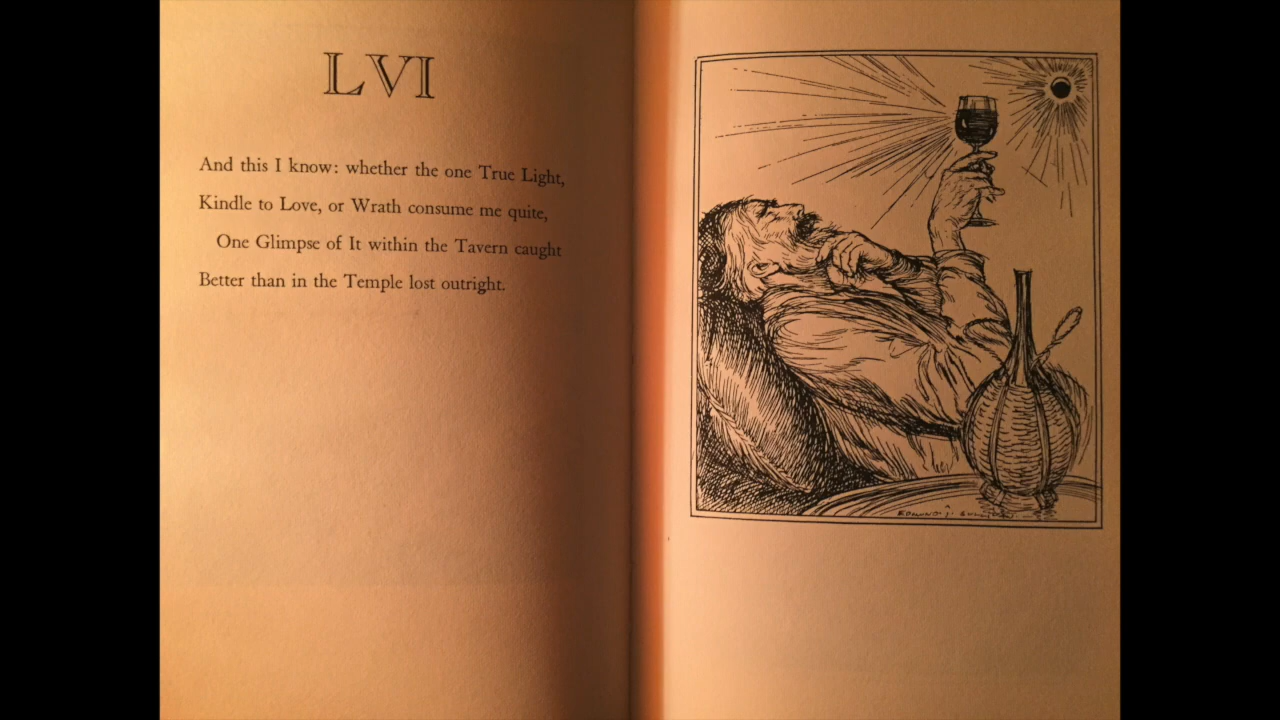 LVI
And this I know: whether the one True Light,
Kindle to Love, or Wrath consume me quite,
One Glimpse of It within the Tavern caught
Better than in the Temple lost outright.
EDMUND J.